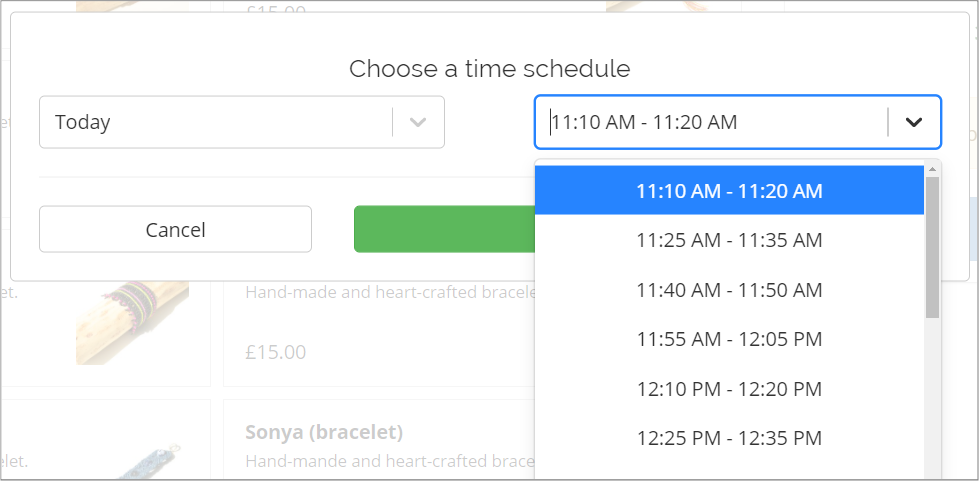 £15.00
Choose a time schedule
Today
11:10 AM - 11:20 AM
11:10 AM - 11:20 AM
Cancel
11:25 AM - 11:35 AM
11:40 AM - 11:50 AM
Hand-made and heart-crafted bracele
11:55 AM - 12:05 PM
£15.00
12:10 PM - 12:20 PM
Sonya (bracelet)
12:25 PM - 12:35 PM
elet.
Hand-mande and heart-crafted brace